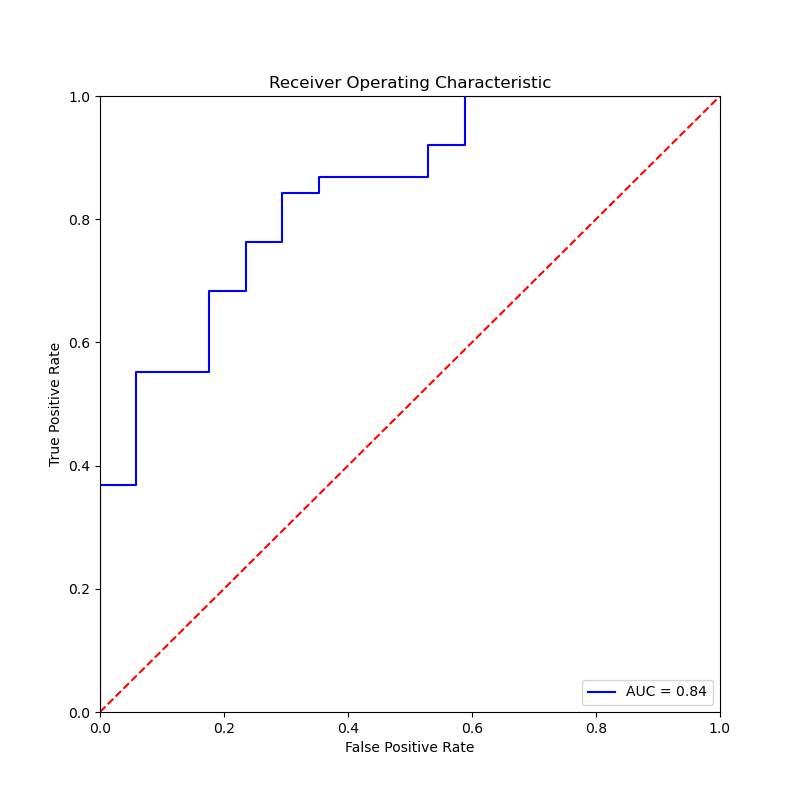 Receiver Operating Characteristic
1.0
0.8
0.6
0.4
0.2
0.0
True Positive Rate
AUC = 0.84
0.0 0.2 0.4 0.6 0.8 1.0
False Positive Rate